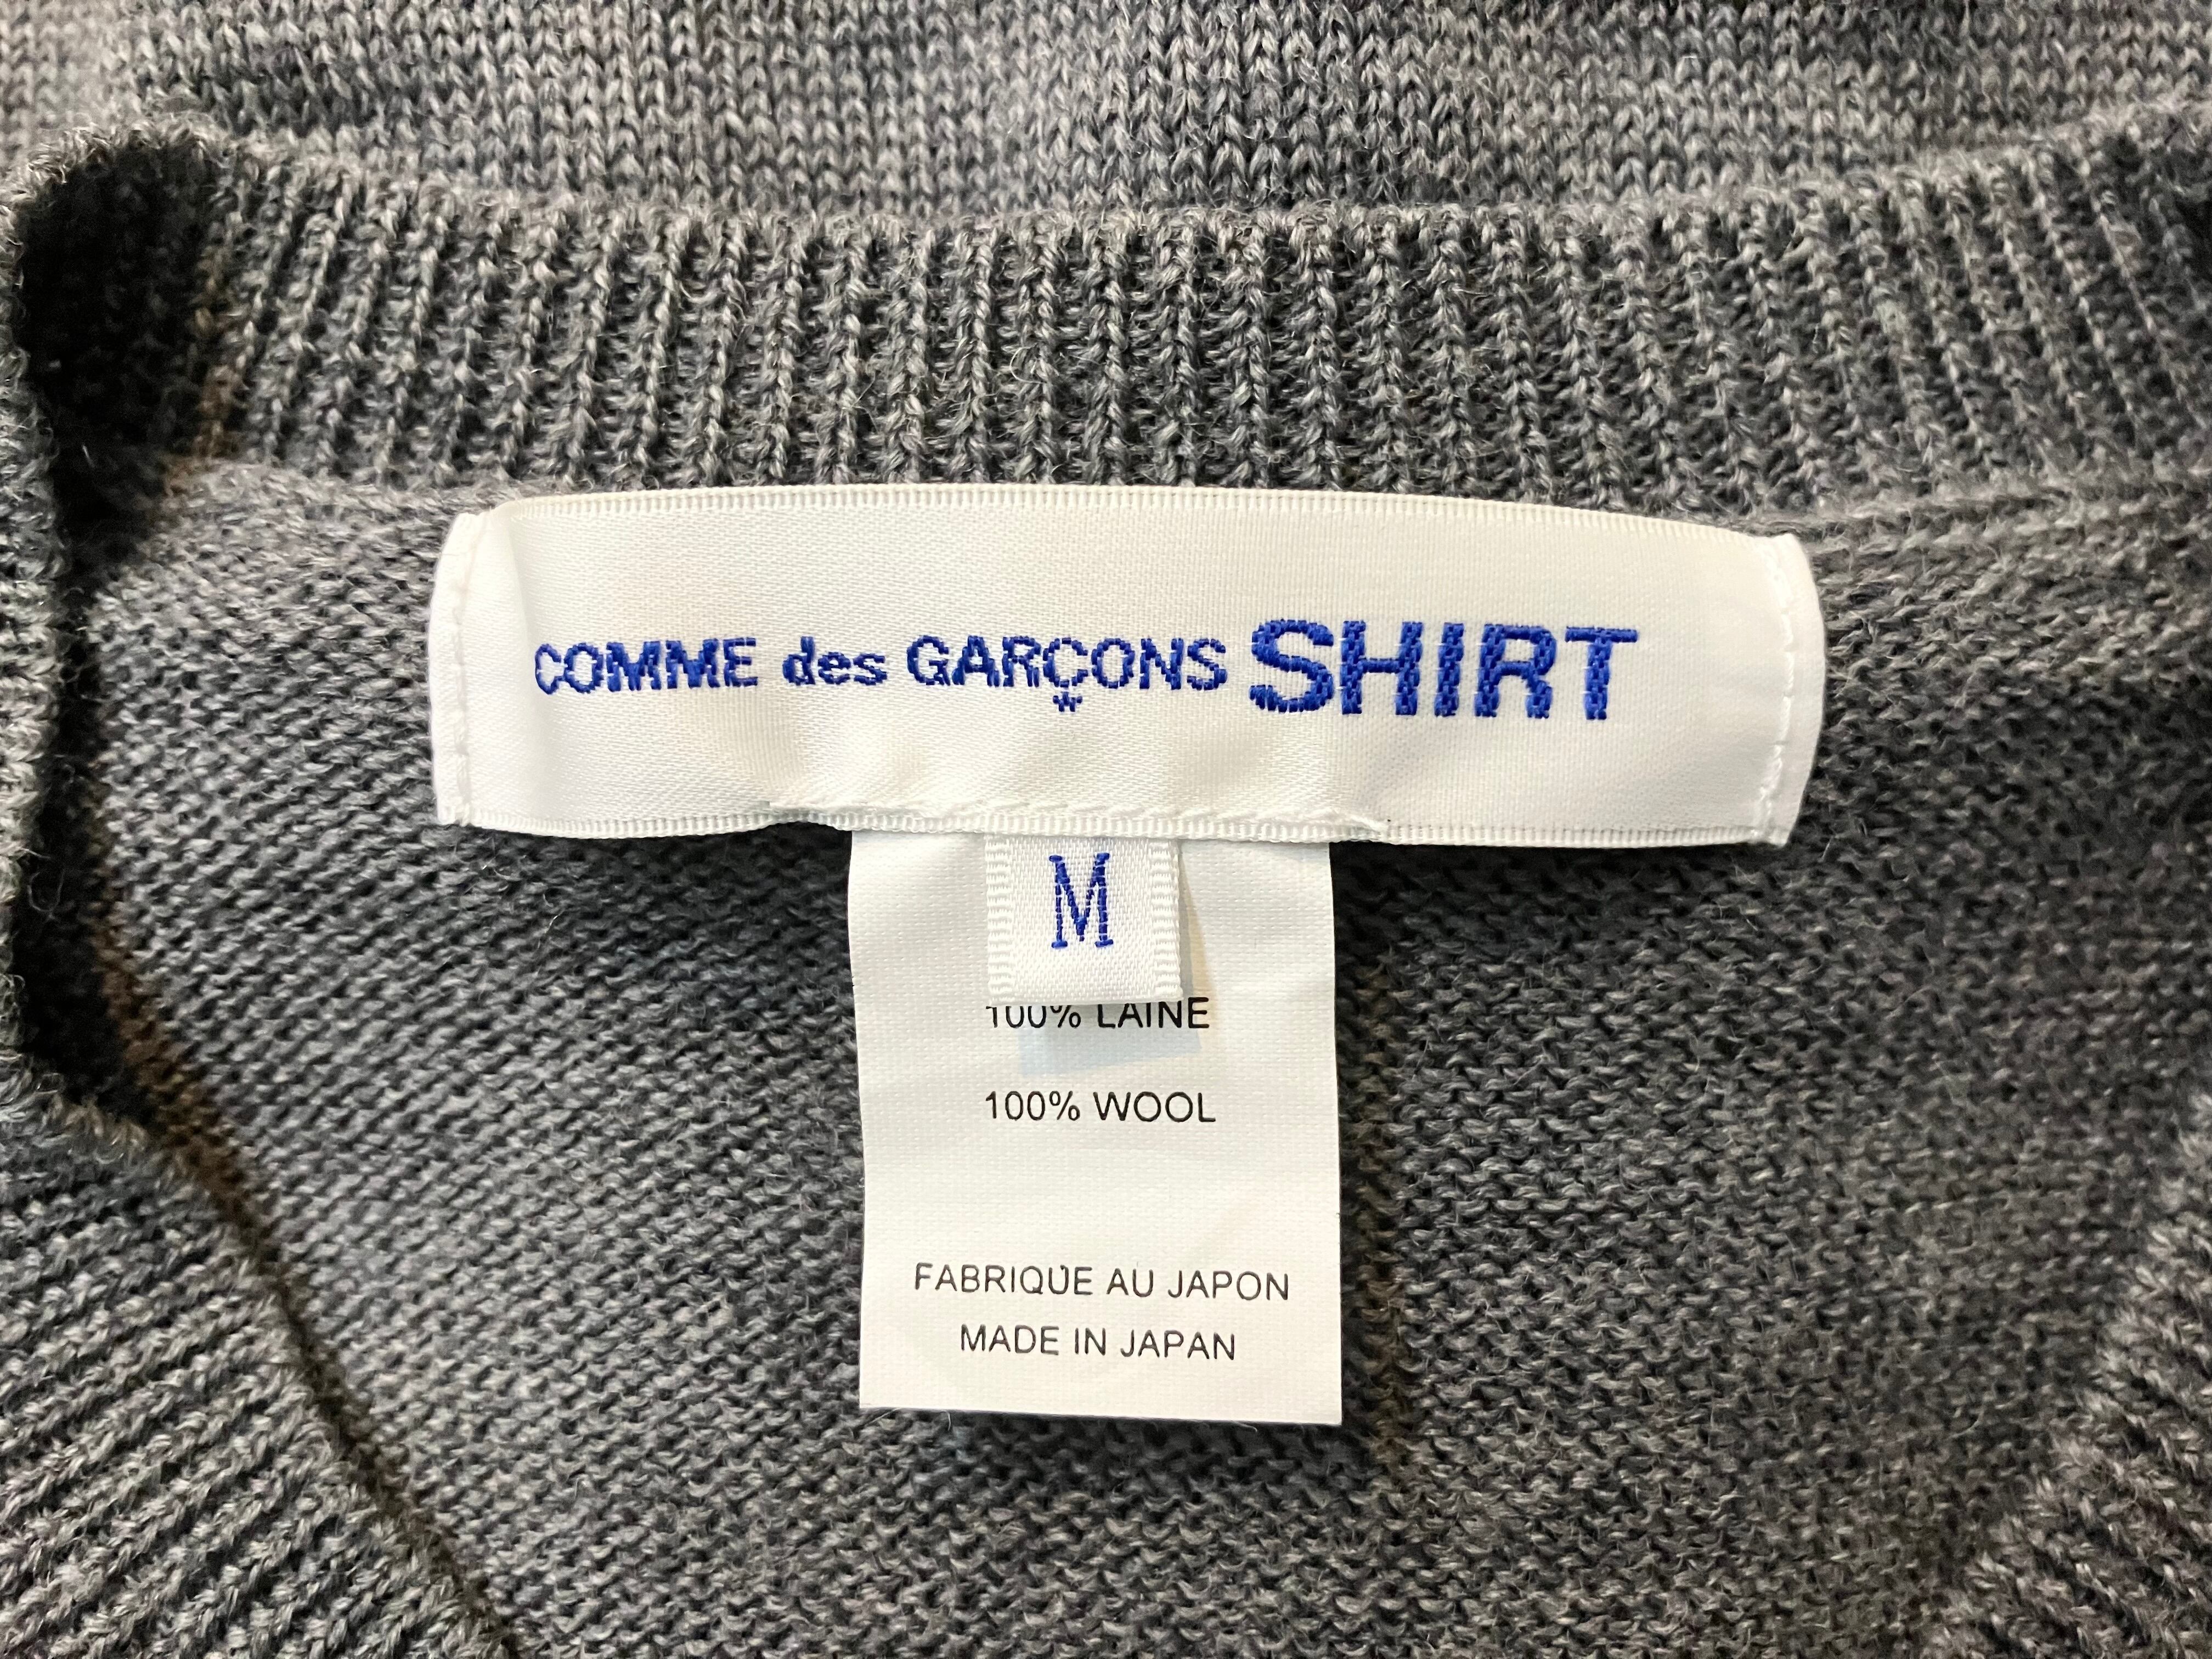 COMME des GARÇONS SHIRT
M
100% LAINE
100% WOOL
FABRIQUE AU JAPON
MADE IN JAPAN